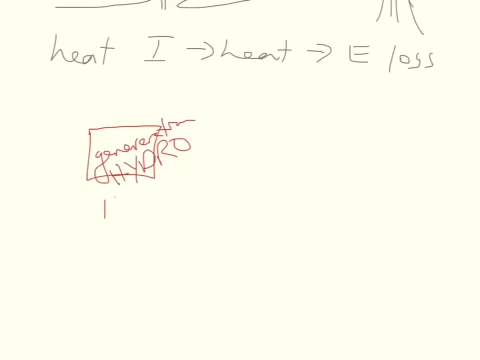 heat I → heat → E loss
generator
HYDRO